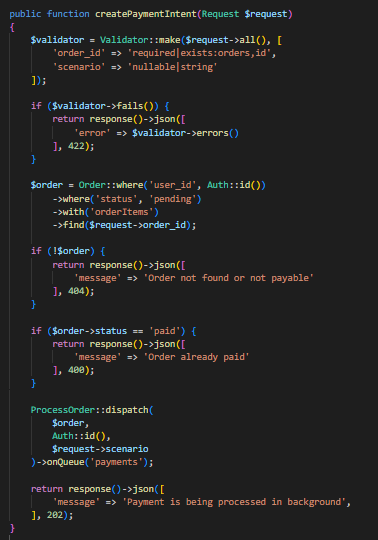 public function createPaymentIntent(Request $request)
{
    $validator = Validator::make($request->all(), [
        'order_id' => 'required|exists:orders,id',
        'scenario' => 'nullable|string'
    ]);

    if ($validator->fails()) {
        return response()->json([
            'error' => $validator->errors()
        ], 422);
    }

    $order = Order::where('user_id', Auth::id())
        ->where('status', 'pending')
        ->with('orderItems')
        ->find($request->order_id);

    if (!$order) {
        return response()->json([
            'message' => 'Order not found or not payable'
        ], 404);
    }

    if ($order->status == 'paid') {
        return response()->json([
            'message' => 'Order already paid'
        ], 400);
    }

    ProcessOrder::dispatch(
        $order,
        Auth::id(),
        $request->scenario
    )->onQueue('payments');

    return response()->json([
        'message' => 'Payment is being processed in background',
    ], 202);
}